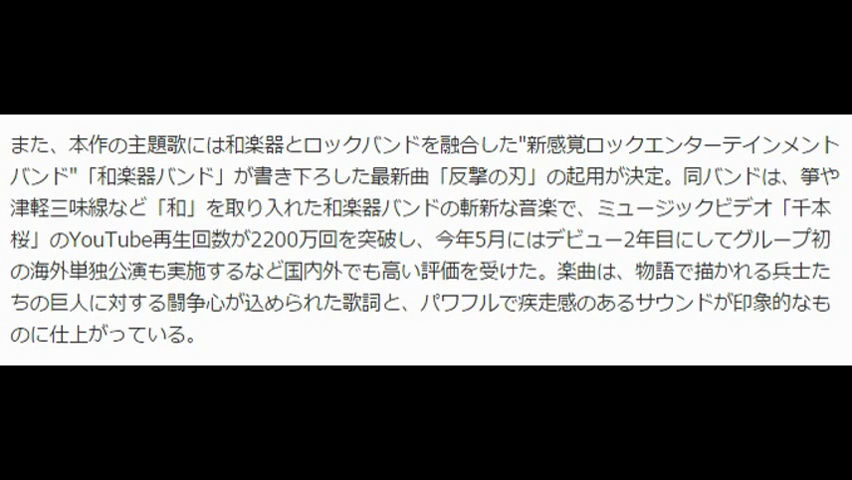 また、本作の主題歌には和楽器とロックバンドを融合した"新感覚ロックエンターテインメント
バンド"「和楽器バンド」が書き下ろした最新曲「反撃の刃」の起用が決定。同バンドは、箏や
津軽三味線など「和」を取り入れた和楽器バンドの斬新な音楽で、ミュージックビデオ「千本
桜」のYouTube再生回数が2200万回を突破し、今年5月にはデビュー2年目にしてグループ初
の海外単独公演も実施するなど国内外でも高い評価を受けた。楽曲は、物語で描かれる兵士た
ちの巨人に対する闘争心が込められた歌詞と、パワフルで疾走感のあるサウンドが印象的なも
のに仕上がっている。